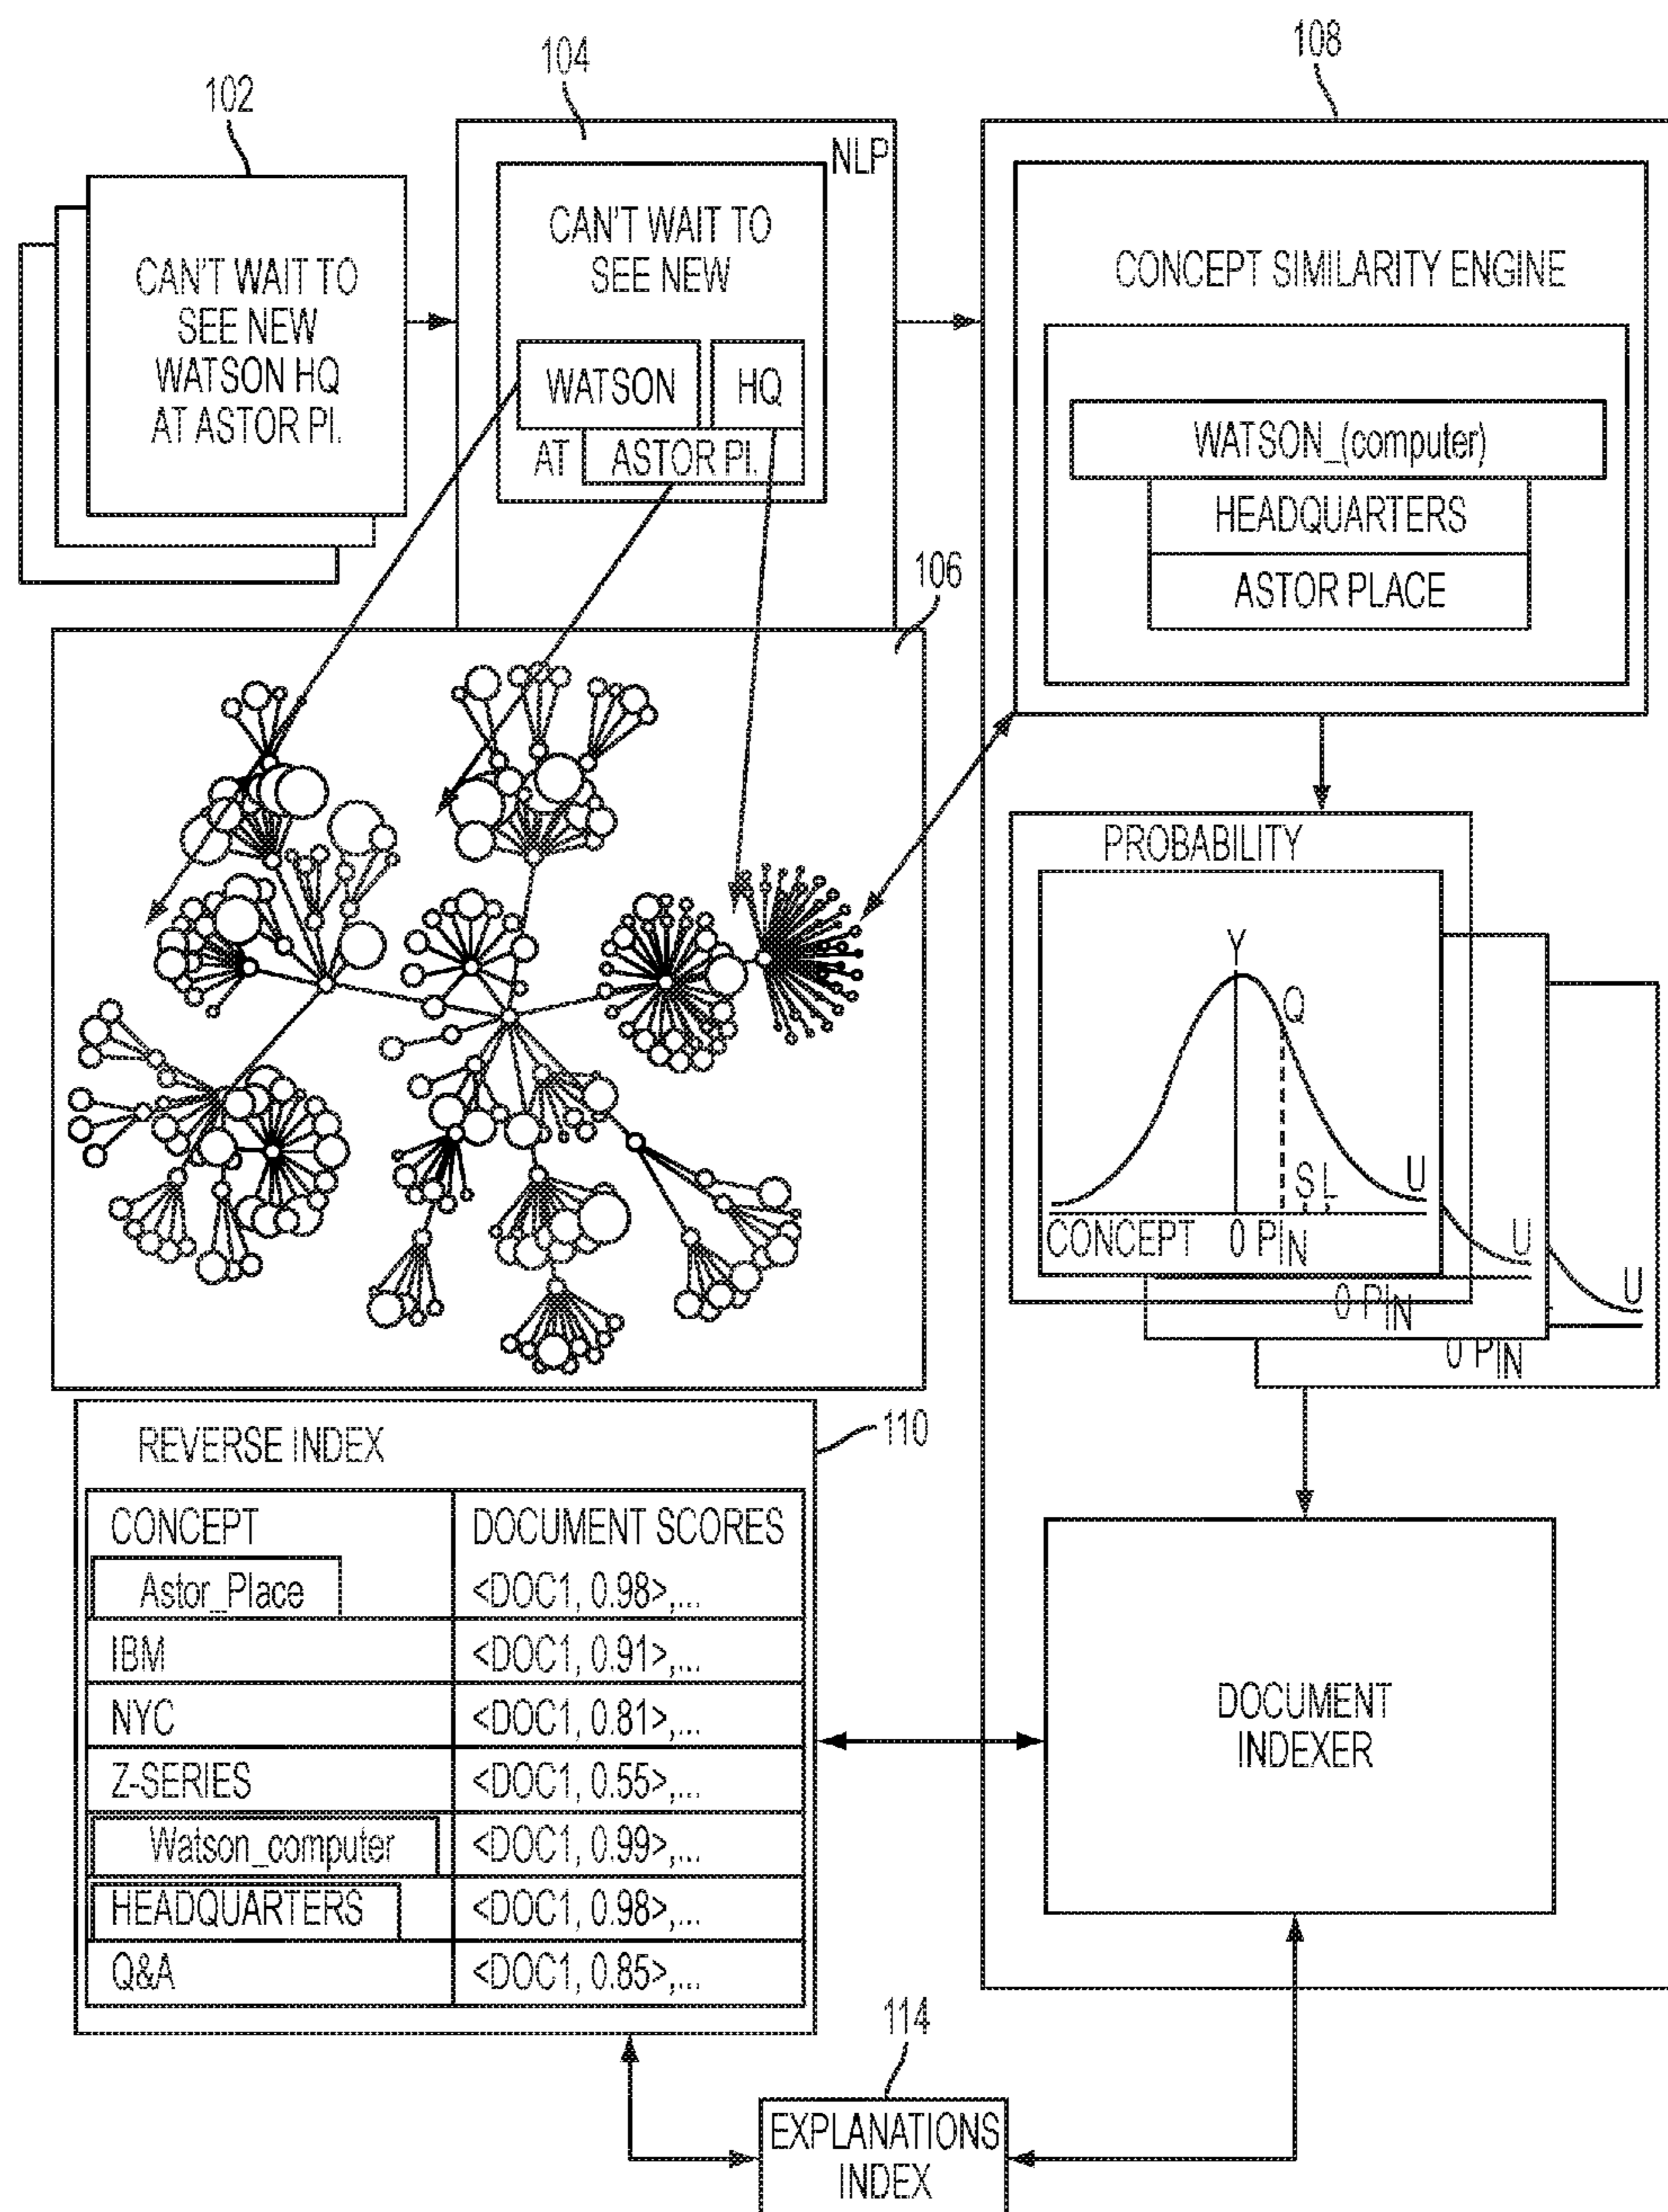 102
104
108
CAN'T WAIT TO
SEE NEW
WATSON HQ
AT ASTOR Pl.
NLP
CAN'T WAIT TO
SEE NEW
WATSON HQ
AT ASTOR Pl.
CONCEPT SIMILARITY ENGINE
WATSON_(computer)
HEADQUARTERS
ASTOR PLACE
106
PROBABILITY
Y
Q
S L U
CONCEPT 0 PIN
U
0 PIN
U
0 PIN
110
REVERSE INDEX
CONCEPT DOCUMENT SCORES
Astor_Place <DOC1, 0.98>,...
IBM <DOC1, 0.91>,...
NYC <DOC1, 0.81>,...
Z-SERIES <DOC1, 0.55>,...
Watson_computer <DOC1, 0.99>,...
HEADQUARTERS <DOC1, 0.98>,...
Q&A <DOC1, 0.85>,...
DOCUMENT
INDEXER
114
EXPLANATIONS
INDEX